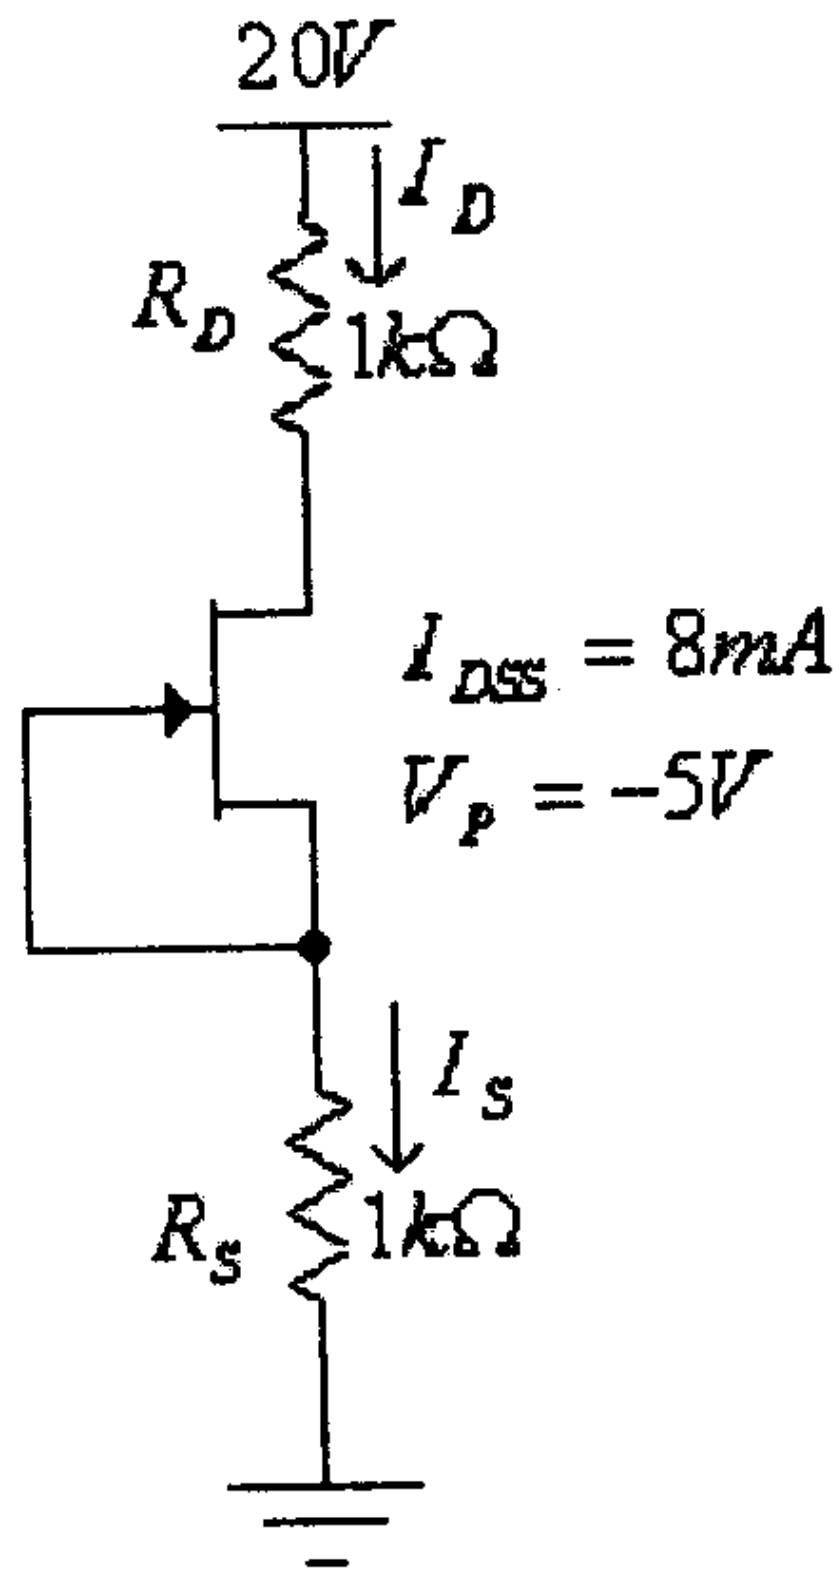 20V
I_D
R_D
1kΩ
I_DSS = 8mA
V_P = -5V
I_S
R_S
1kΩ